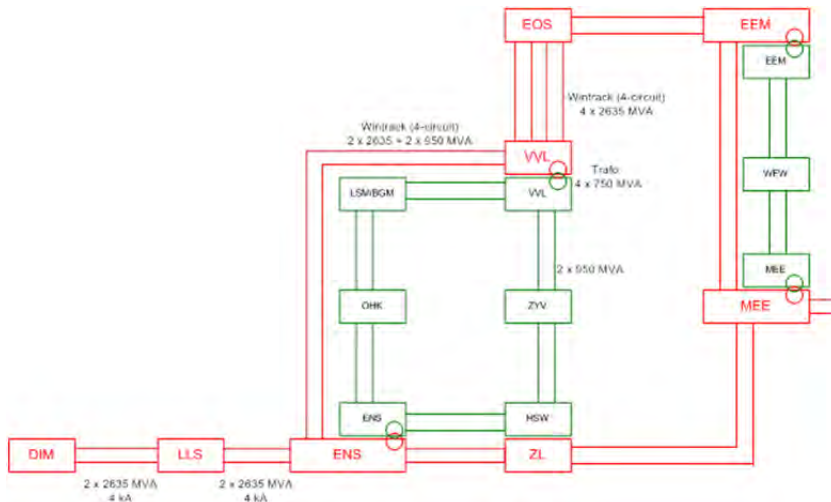 EOS
EEM
EEM
Wintrack (4-circuit)
4 x 2635 MVA
Wintrack (4-circuit)
2 x 2635 + 2 x 950 MVA
VVL
Trafo
4 x 750 MVA
LSM/BGM
VVL
WEW
2 x 950 MVA
MEE
OHK
ZYV
MEE
ENS
HSW
DIM
LLS
ENS
ZL
2 x 2635 MVA
4 kA
2 x 2635 MVA
4 kA